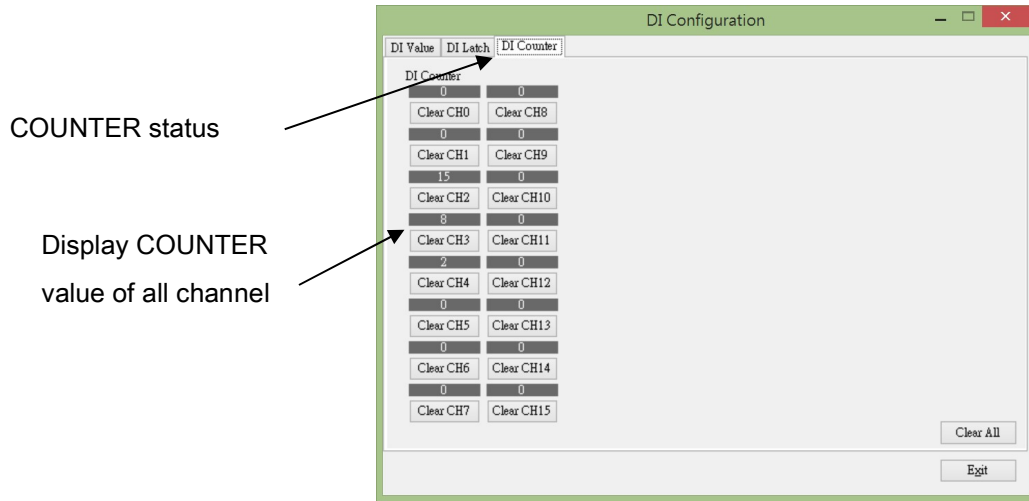 DI Configuration
DI Value DI Latch DI Counter
DI Counter
0 0
Clear CH0 Clear CH8
0 0
Clear CH1 Clear CH9
15 0
Clear CH2 Clear CH10
8 0
Clear CH3 Clear CH11
2 0
Clear CH4 Clear CH12
0 0
Clear CH5 Clear CH13
0 0
Clear CH6 Clear CH14
0 0
Clear CH7 Clear CH15
Clear All
Exit
COUNTER status
Display COUNTER
value of all channel